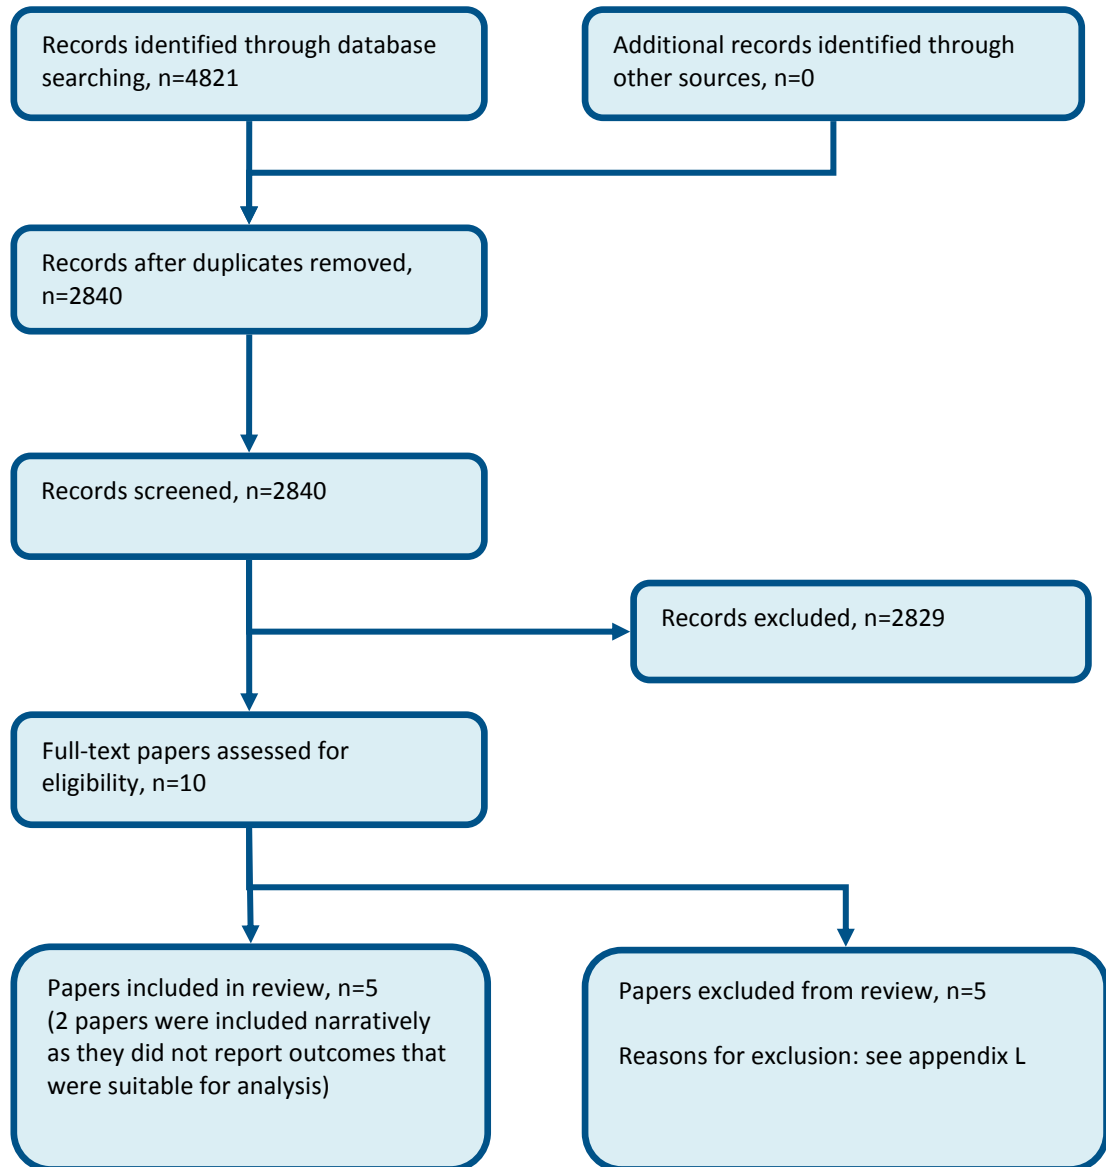 Records identified through database
searching, n=4821
Additional records identified through
other sources, n=0
Records after duplicates removed,
n=2840
Records screened, n=2840
Records excluded, n=2829
Full-text papers assessed for
eligibility, n=10
Papers included in review, n=5
(2 papers were included narratively
as they did not report outcomes that
were suitable for analysis)
Papers excluded from review, n=5
Reasons for exclusion: see appendix L